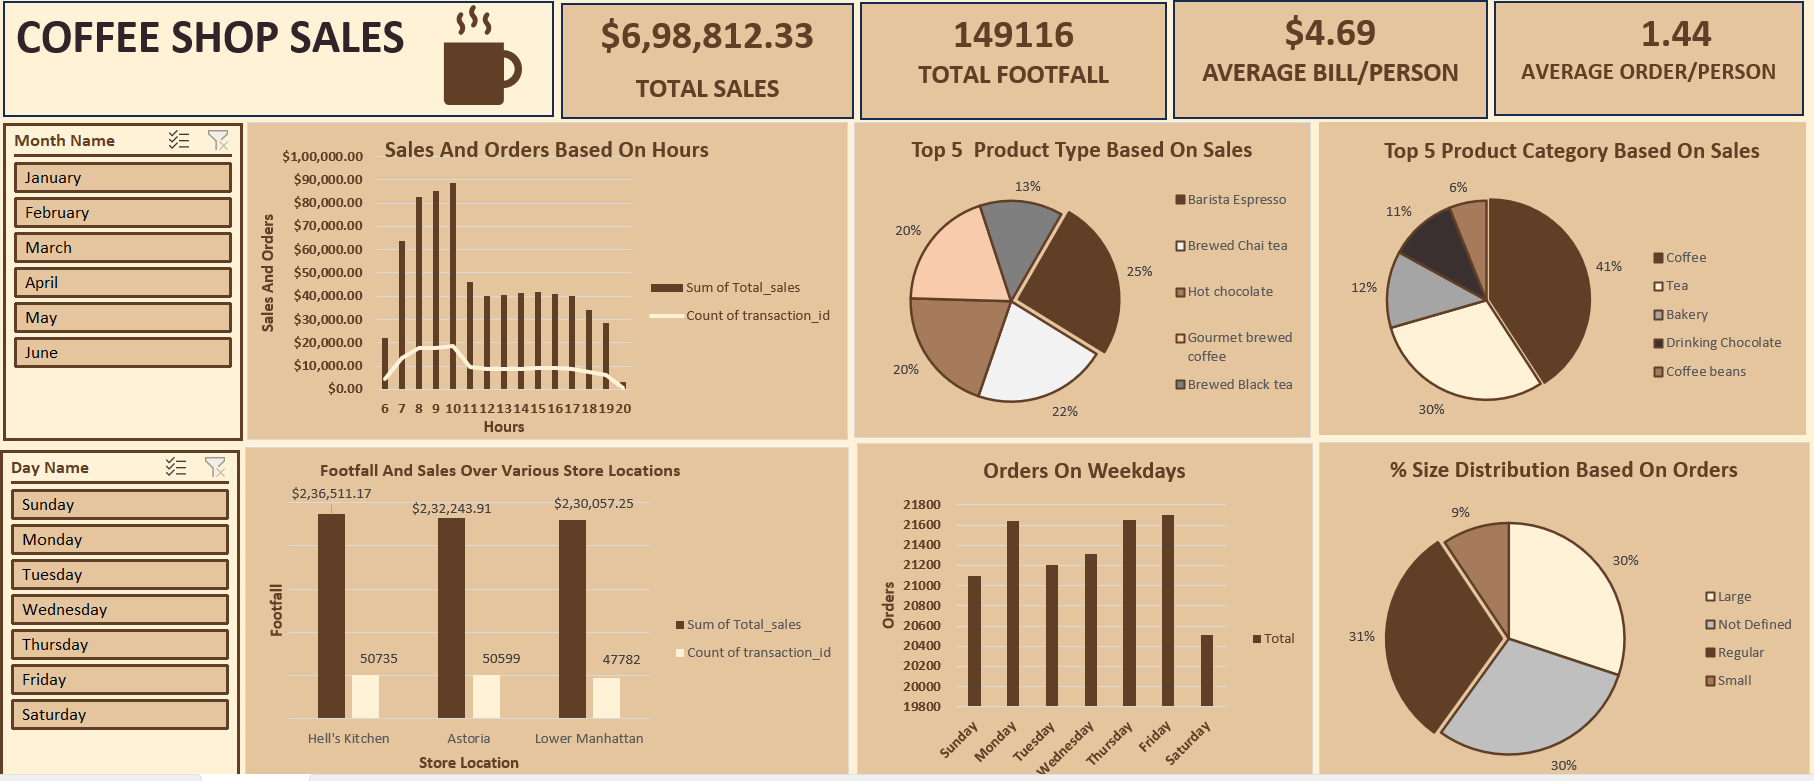 COFFEE SHOP SALES
$6,98,812.33
TOTAL SALES
149116
TOTAL FOOTFALL
$4.69
AVERAGE BILL/PERSON
1.44
AVERAGE ORDER/PERSON
Month Name
January
February
March
April
May
June
Sales And Orders Based On Hours
Sales And Orders
$1,00,000.00
$90,000.00
$80,000.00
$70,000.00
$60,000.00
$50,000.00
$40,000.00
$30,000.00
$20,000.00
$10,000.00
$0.00
6 7 8 9 10 11 12 13 14 15 16 17 18 19 20
Hours
Sum of Total_sales
Count of transaction_id
Top 5 Product Type Based On Sales
13%
20%
25%
20%
22%
Barista Espresso
Brewed Chai tea
Hot chocolate
Gourmet brewed
coffee
Brewed Black tea
Top 5 Product Category Based On Sales
6%
11%
41%
12%
30%
Coffee
Tea
Bakery
Drinking Chocolate
Coffee beans
Day Name
Sunday
Monday
Tuesday
Wednesday
Thursday
Friday
Saturday
Footfall And Sales Over Various Store Locations
Footfall
$2,36,511.17
$2,32,243.91
$2,30,057.25
50735
50599
47782
Hell's Kitchen
Astoria
Lower Manhattan
Store Location
Sum of Total_sales
Count of transaction_id
Orders On Weekdays
Orders
21800
21600
21400
21200
21000
20800
20600
20400
20200
20000
19800
Sunday
Monday
Tuesday
Wednesday
Thursday
Friday
Saturday
Total
% Size Distribution Based On Orders
9%
30%
31%
30%
Large
Not Defined
Regular
Small